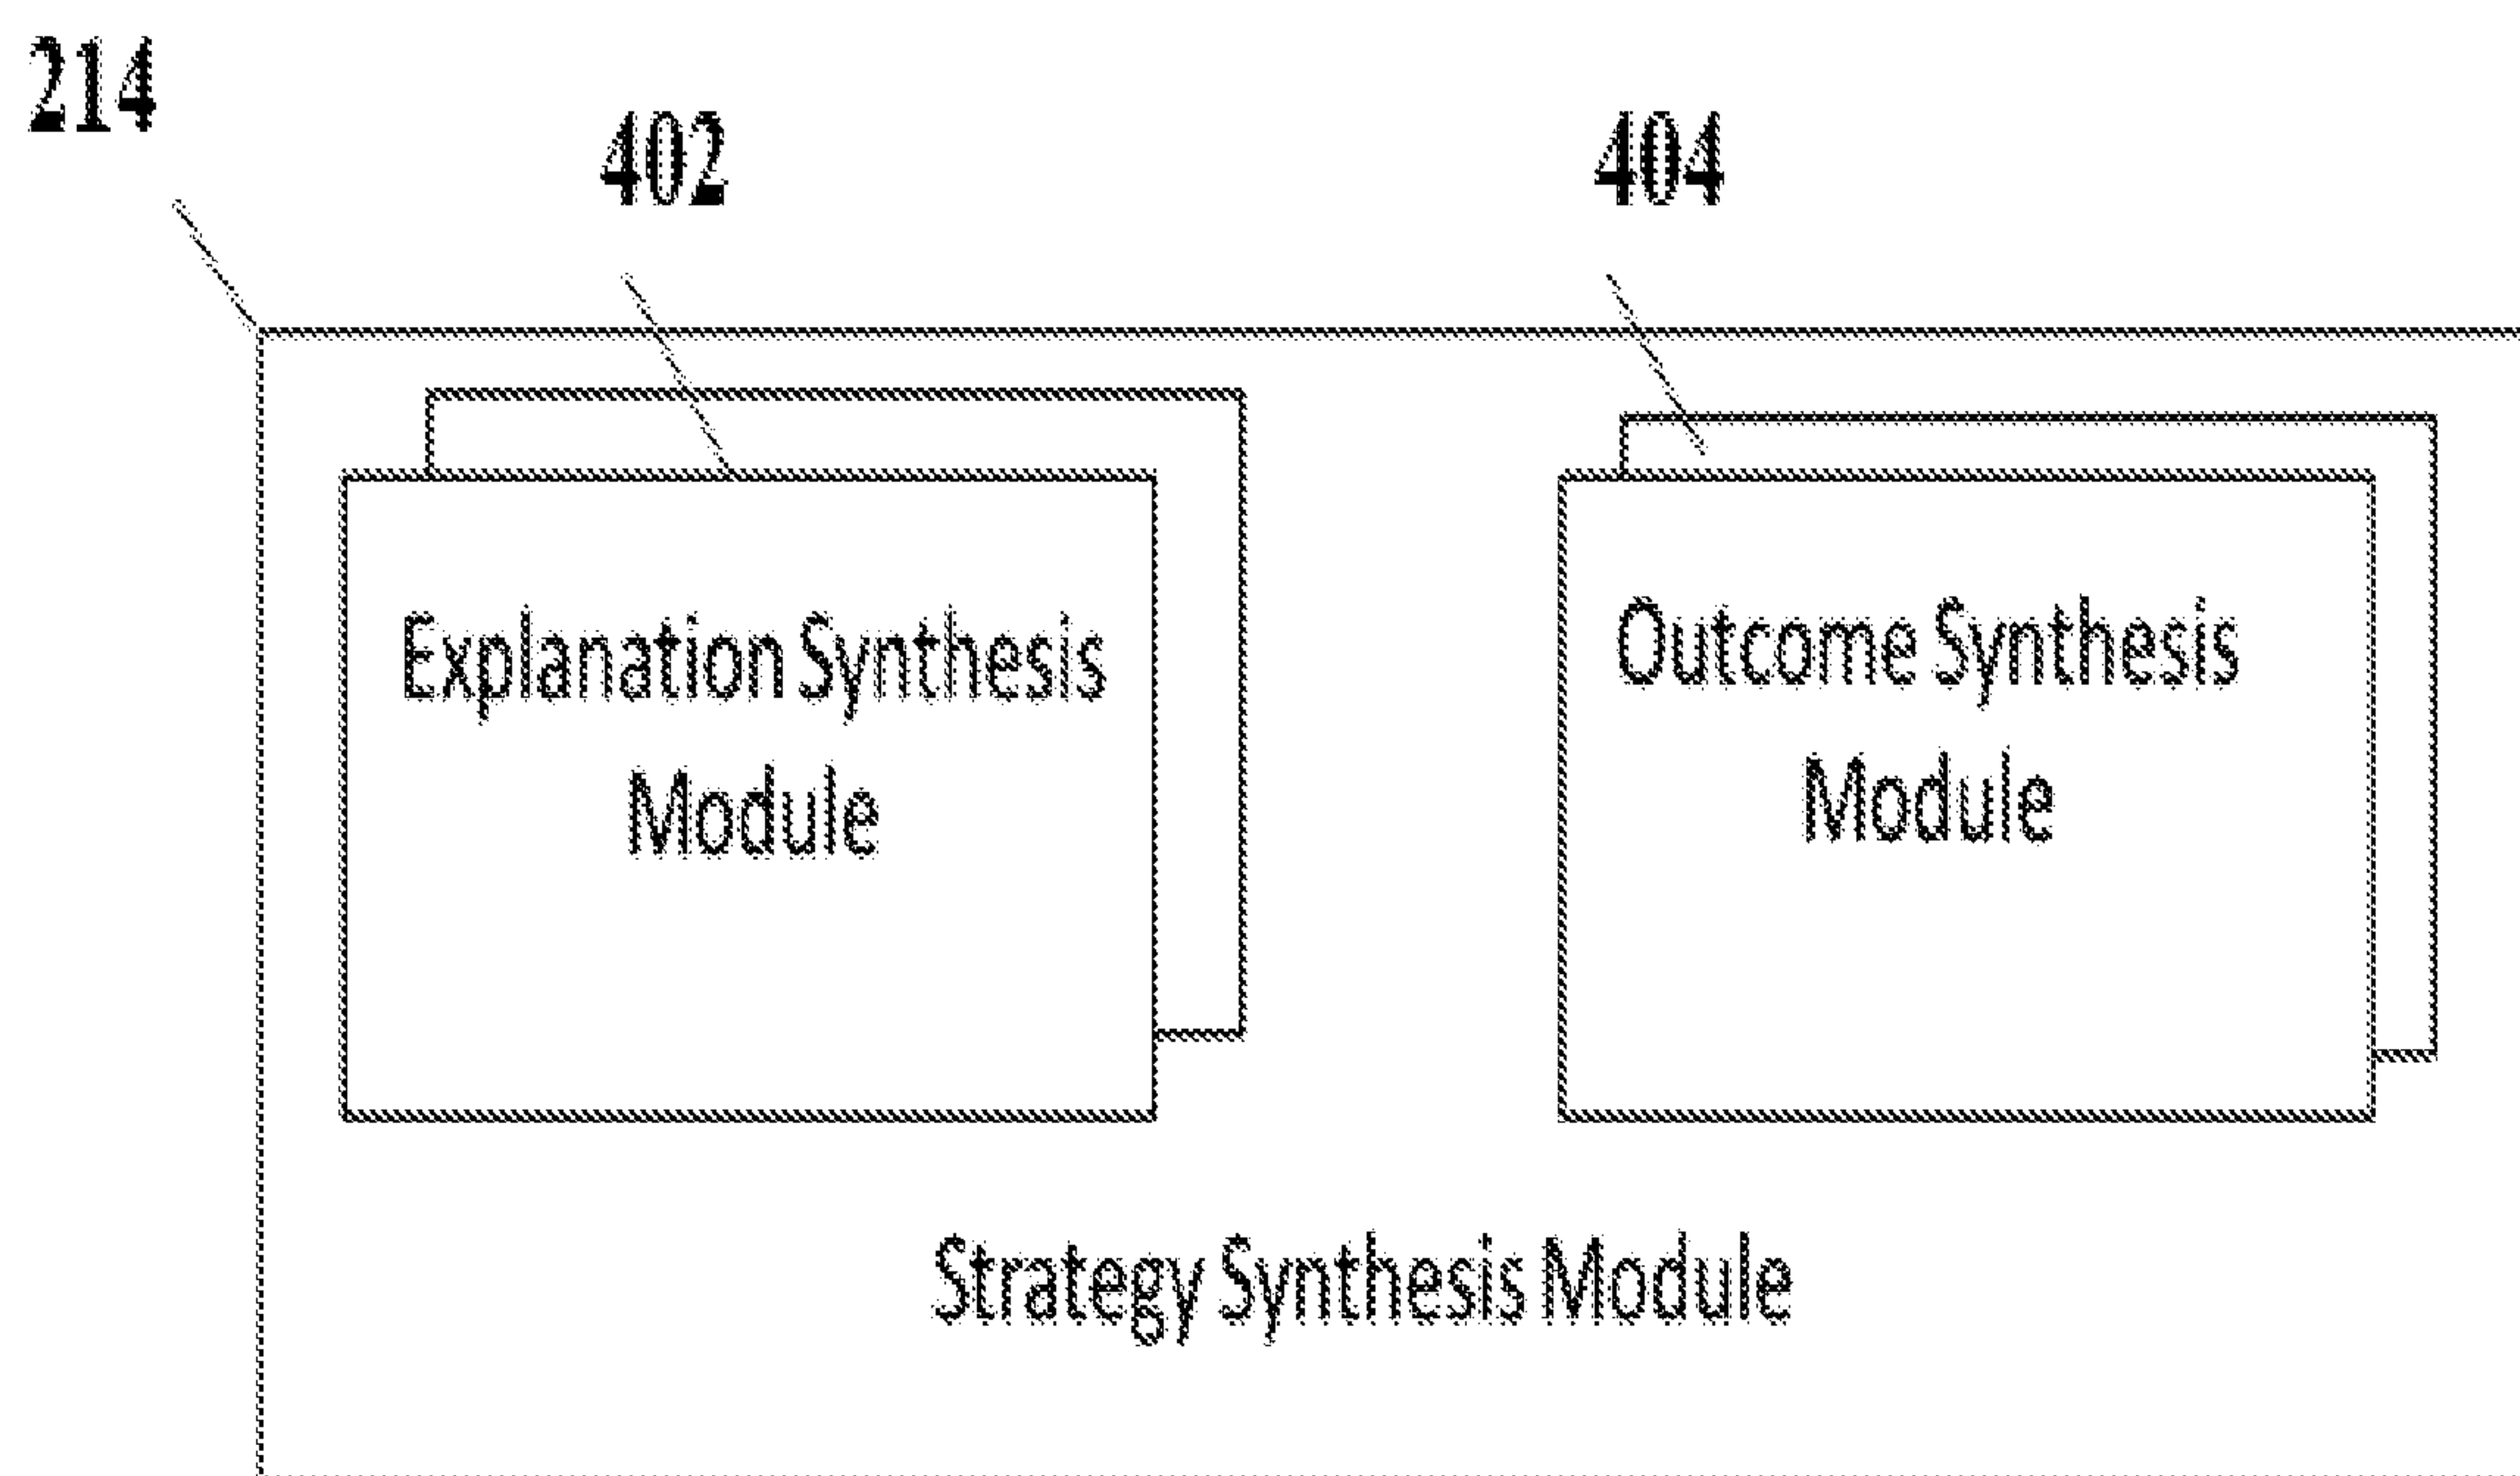 214
402
404
Explanation Synthesis
Module
Outcome Synthesis
Module
Strategy Synthesis Module